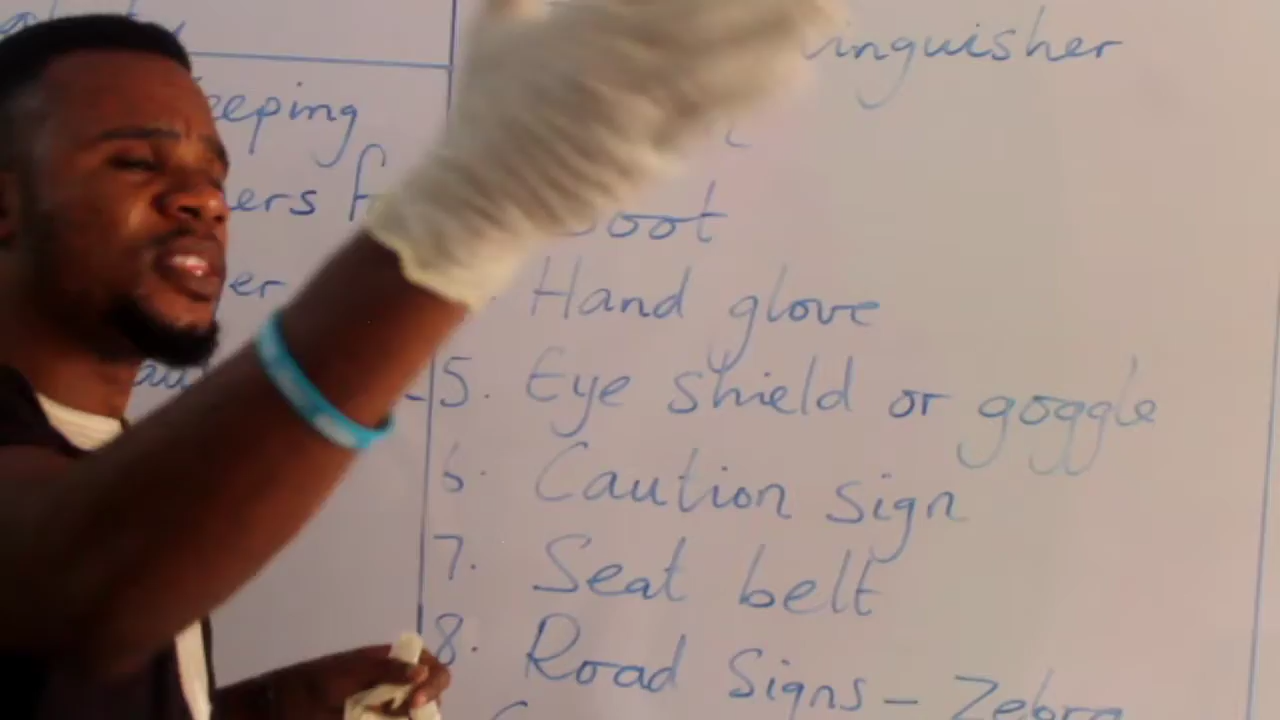 inguisher
eeping
ers f
oot
er
Hand glove
5. Eye shield or goggle
6. Caution sign
7. Seat belt
8. Road Signs - Zebra